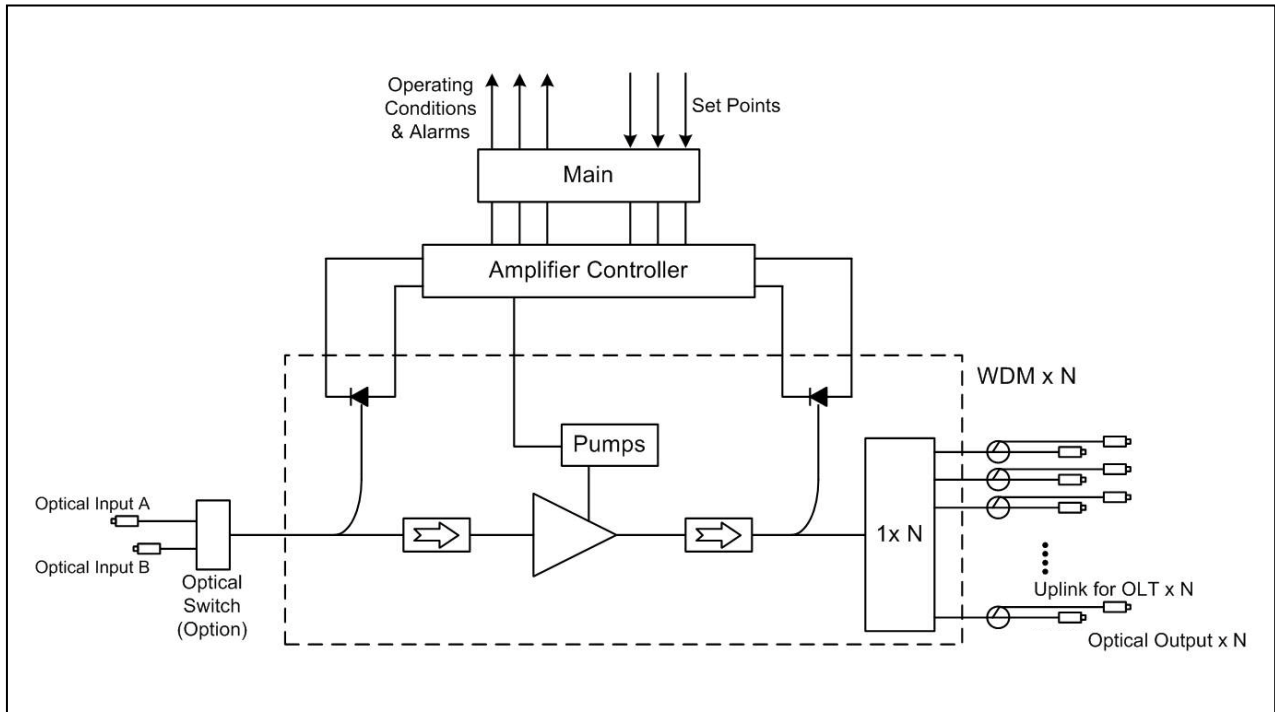 Operating
Conditions
& Alarms
Set Points
Main
Amplifier Controller
WDM x N
Pumps
Optical Input A
Optical Input B
Optical
Switch
(Option)
1x N
Uplink for OLT x N
Optical Output x N